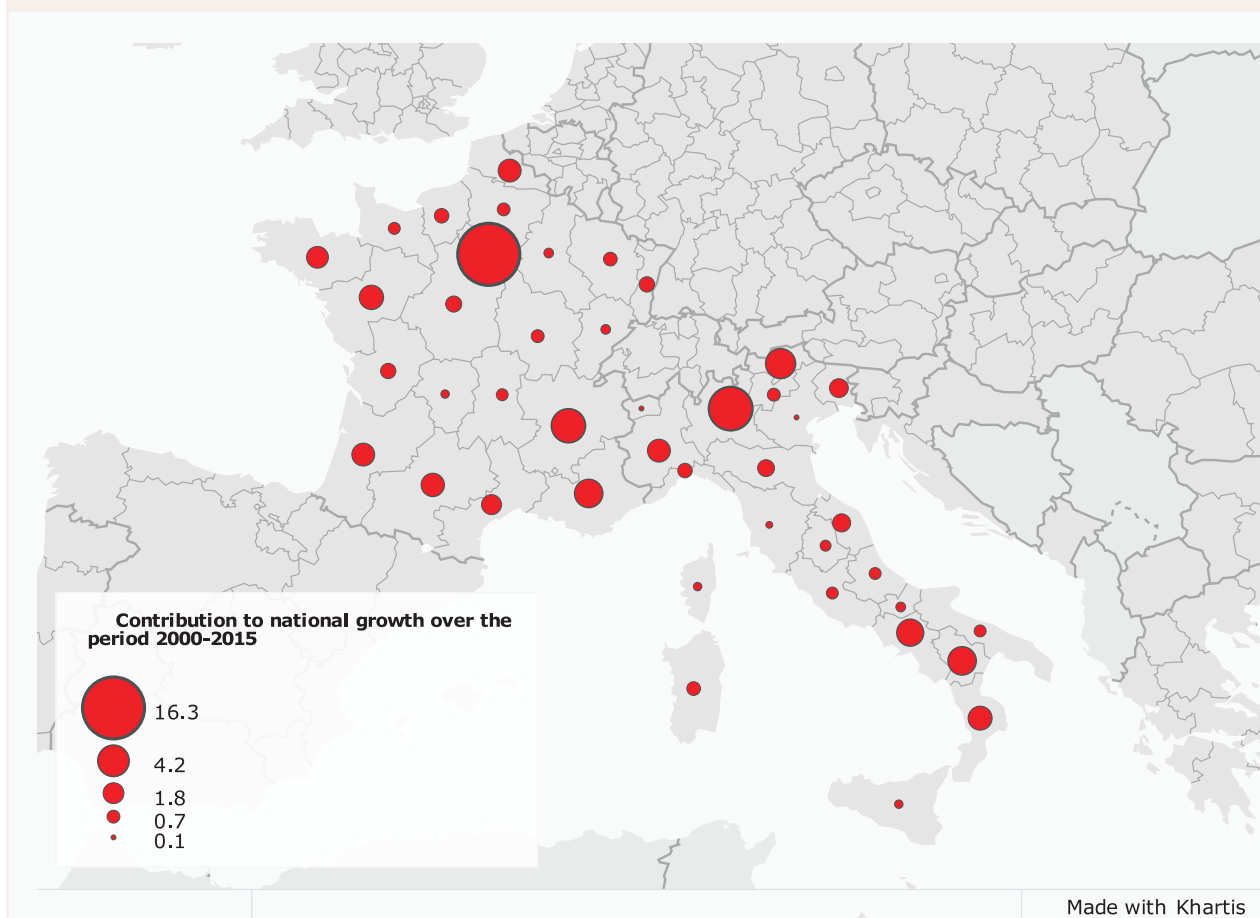 Contribution to national growth over the
period 2000-2015
16.3
4.2
1.8
0.7
0.1
Made with Khartis